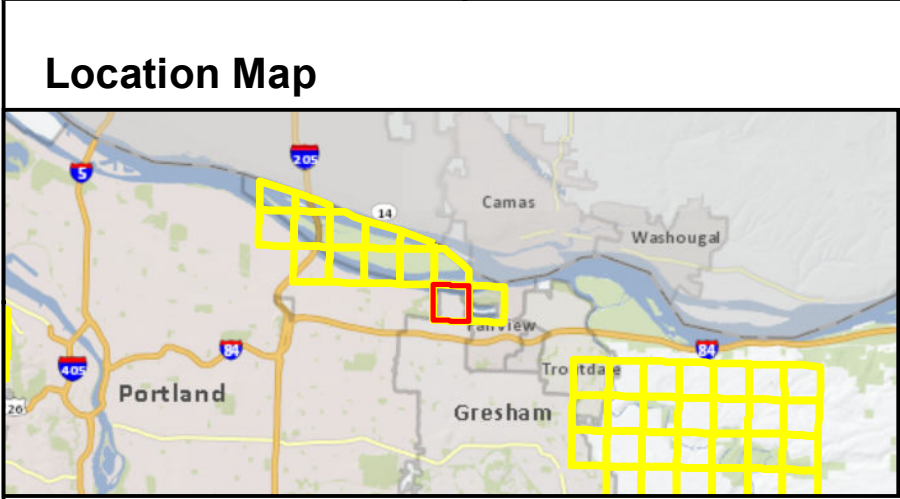 Location Map
205
5
14
Camas
Washougal
Fairview
84
84
405
Troutdale
Portland
26
Gresham